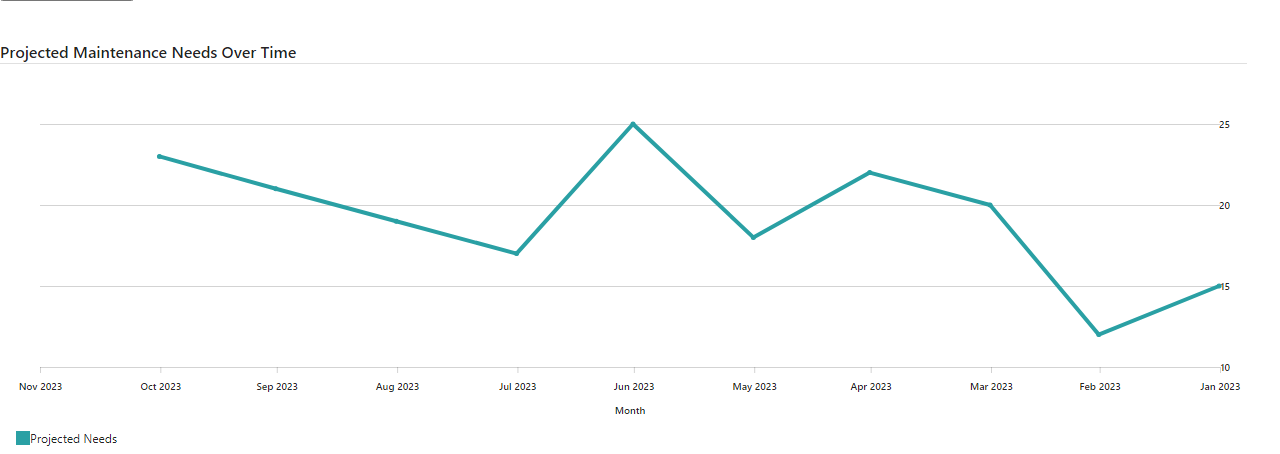 Projected Maintenance Needs Over Time
25
20
15
10
Nov 2023 Oct 2023 Sep 2023 Aug 2023 Jul 2023 Jun 2023 May 2023 Apr 2023 Mar 2023 Feb 2023 Jan 2023
Month
Projected Needs